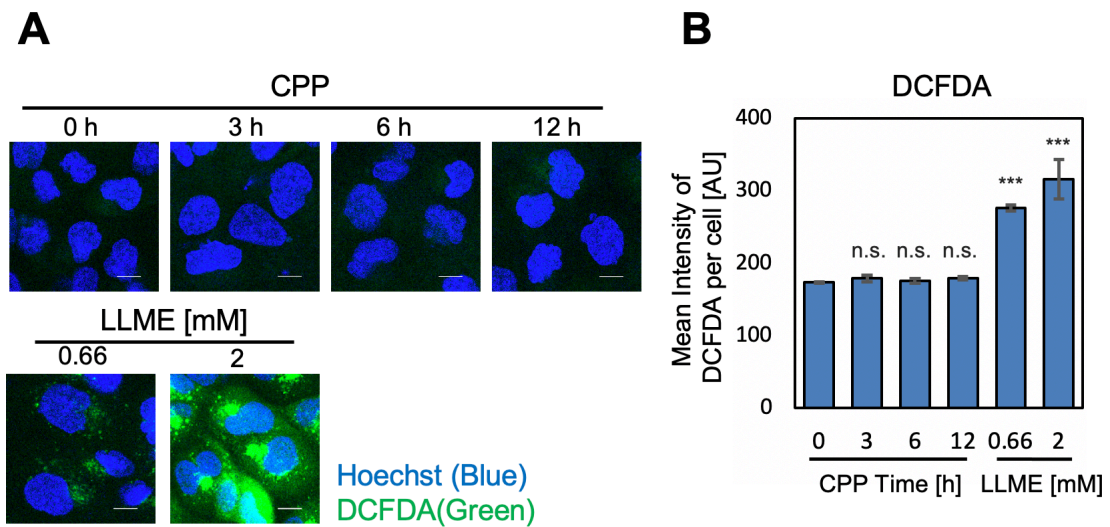 A
CPP
0 h 3 h 6 h 12 h
LLME [mM]
0.66 2
Hoechst (Blue)
DCFDA(Green)
B
DCFDA
Mean Intensity of
DCFDA per cell [AU]
400
300
200
100
0
n.s. n.s. n.s. *** ***
0 3 6 12 0.66 2
CPP Time [h] LLME [mM]